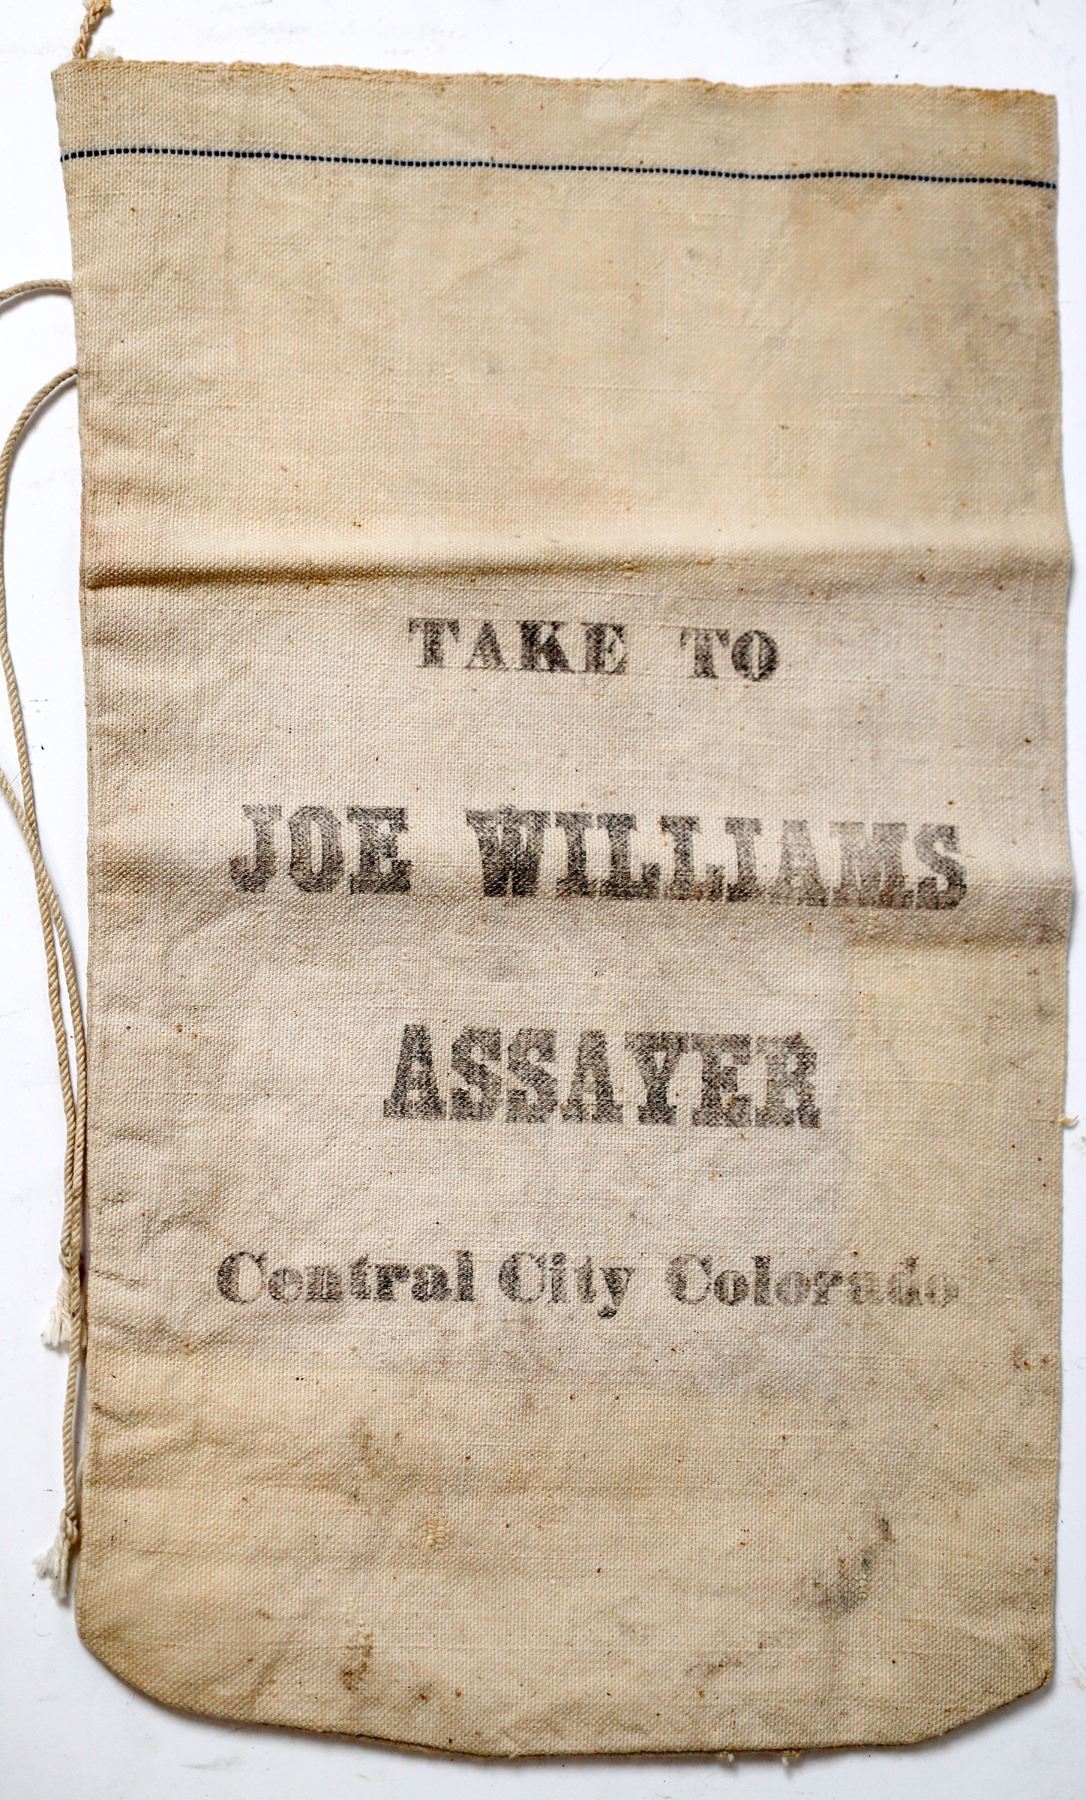 TAKE TO
JOE WILLIAMS
ASSAYER
Central City Colorado